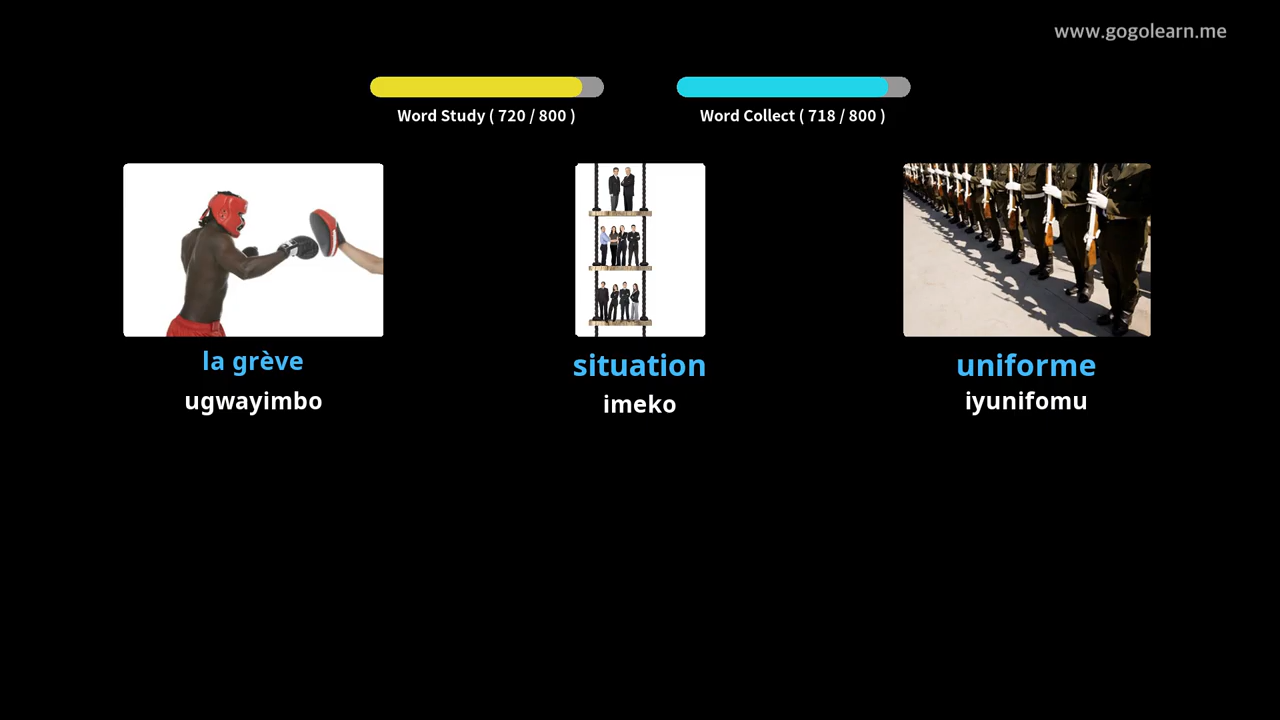 www.gogolearn.me
Word Study ( 720 / 800 )
Word Collect ( 718 / 800 )
la grève
situation
uniforme
ugwayimbo
imeko
iyunifomu